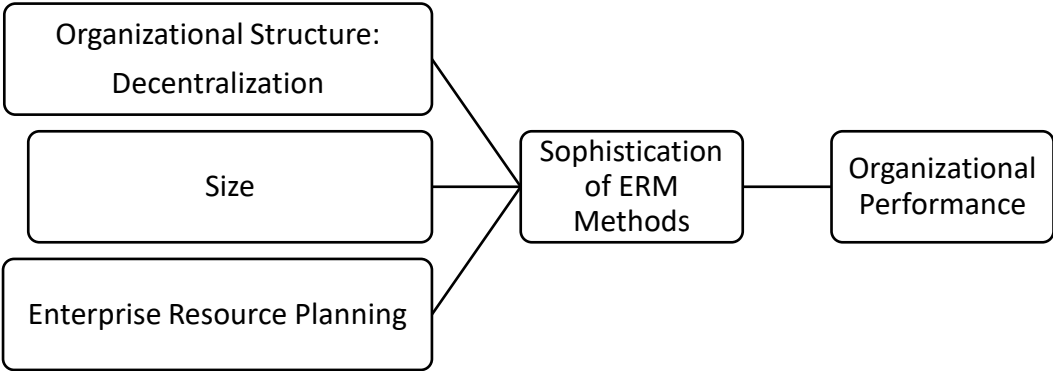 Organizational Structure:
Decentralization
Size
Enterprise Resource Planning
Sophistication
of ERM
Methods
Organizational
Performance